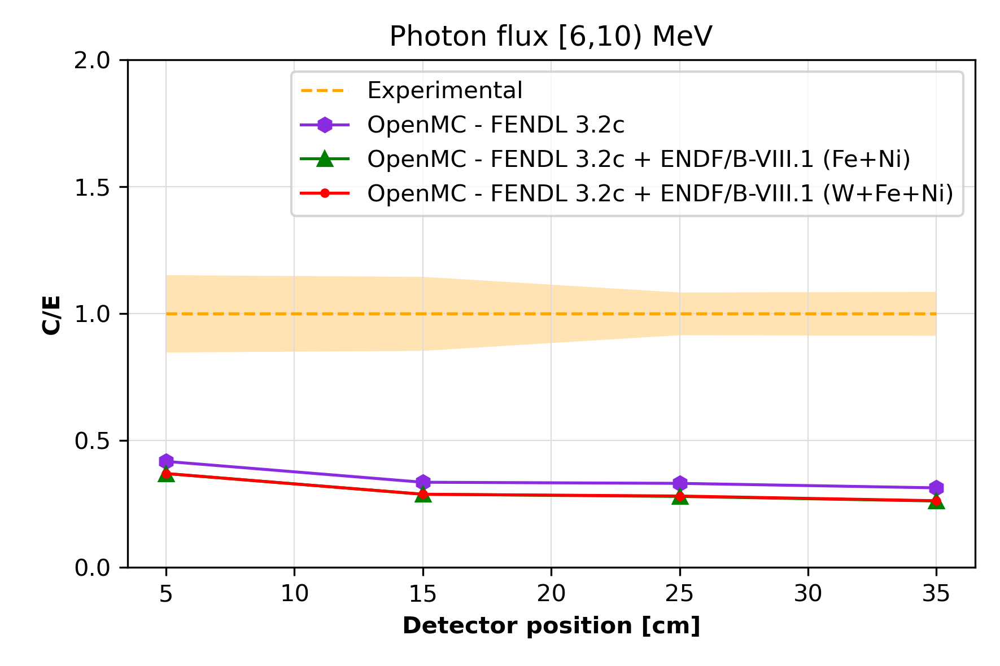 Photon flux [6,10) MeV
2.0
1.5
1.0
0.5
0.0
C/E
Experimental
OpenMC - FENDL 3.2c
OpenMC - FENDL 3.2c + ENDF/B-VIII.1 (Fe+Ni)
OpenMC - FENDL 3.2c + ENDF/B-VIII.1 (W+Fe+Ni)
5 10 15 20 25 30 35
Detector position [cm]